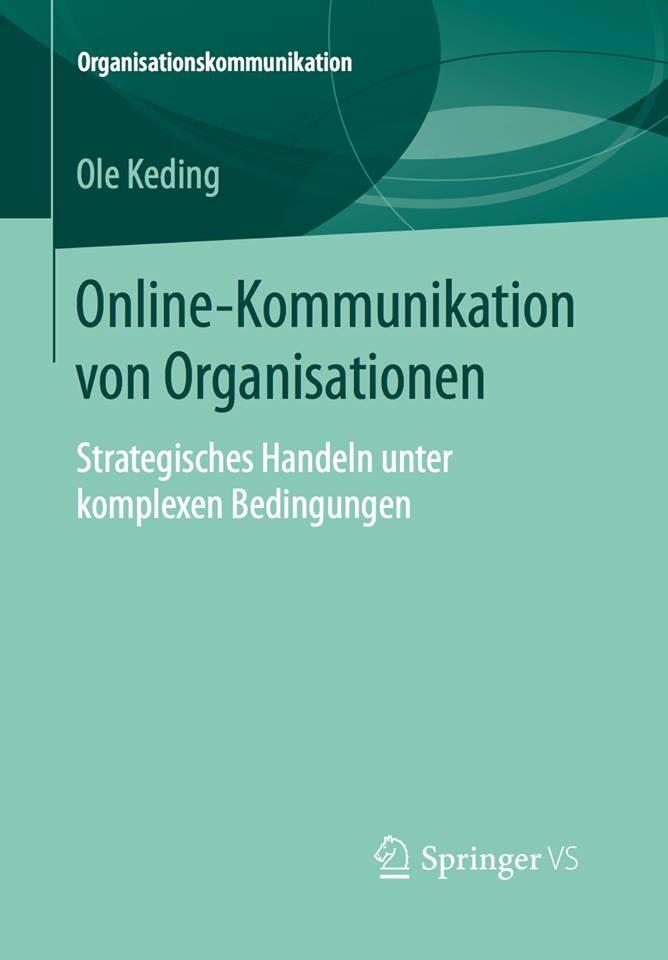 Organisationskommunikation
Ole Keding
Online-Kommunikation
von Organisationen
Strategisches Handeln unter
komplexen Bedingungen
Springer VS